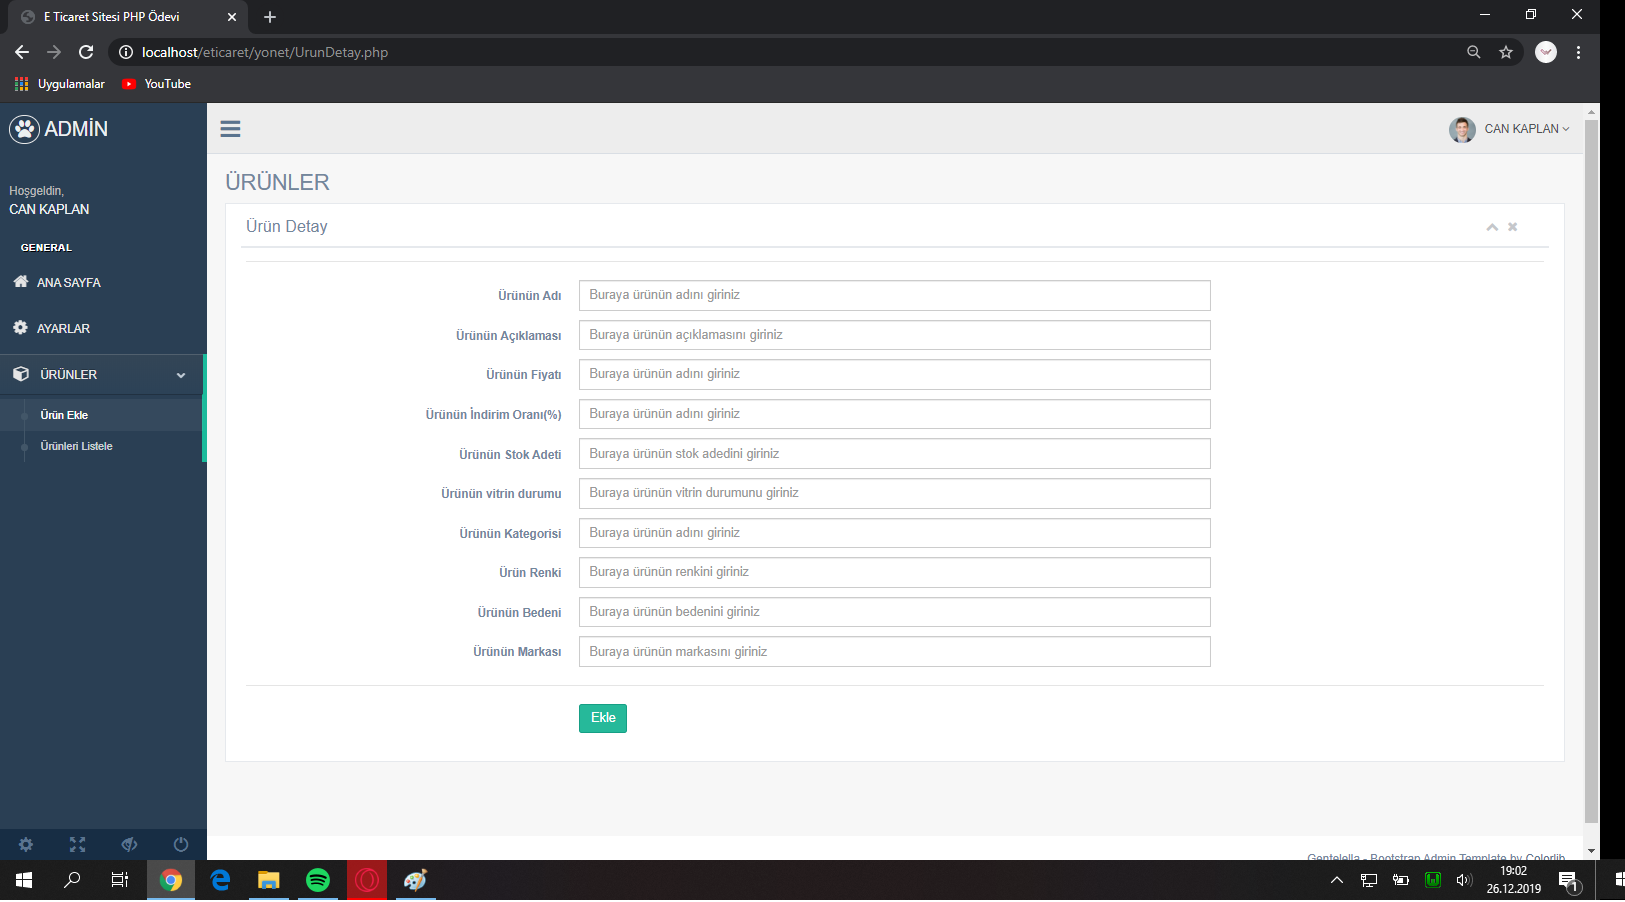 E Ticaret Sitesi PHP Ödevi
localhost/eticaret/yonet/UrunDetay.php
Uygulamalar
YouTube
ADMİN
CAN KAPLAN
Hoşgeldin,
CAN KAPLAN
GENERAL
ANA SAYFA
AYARLAR
ÜRÜNLER
Ürün Ekle
Ürünleri Listele
ÜRÜNLER
Ürün Detay
Ürünün Adı Buraya ürünün adını giriniz
Ürünün Açıklaması Buraya ürünün açıklamasını giriniz
Ürünün Fiyatı Buraya ürünün adını giriniz
Ürünün İndirim Oranı(%) Buraya ürünün adını giriniz
Ürünün Stok Adeti Buraya ürünün stok adedini giriniz
Ürünün vitrin durumu Buraya ürünün vitrin durumunu giriniz
Ürünün Kategorisi Buraya ürünün adını giriniz
Ürün Renki Buraya ürünün renkini giriniz
Ürünün Bedeni Buraya ürünün bedenini giriniz
Ürünün Markası Buraya ürünün markasını giriniz
Ekle
Gentelella - Bootstrap Admin Template by Colorlib
19:02
26.12.2019
1